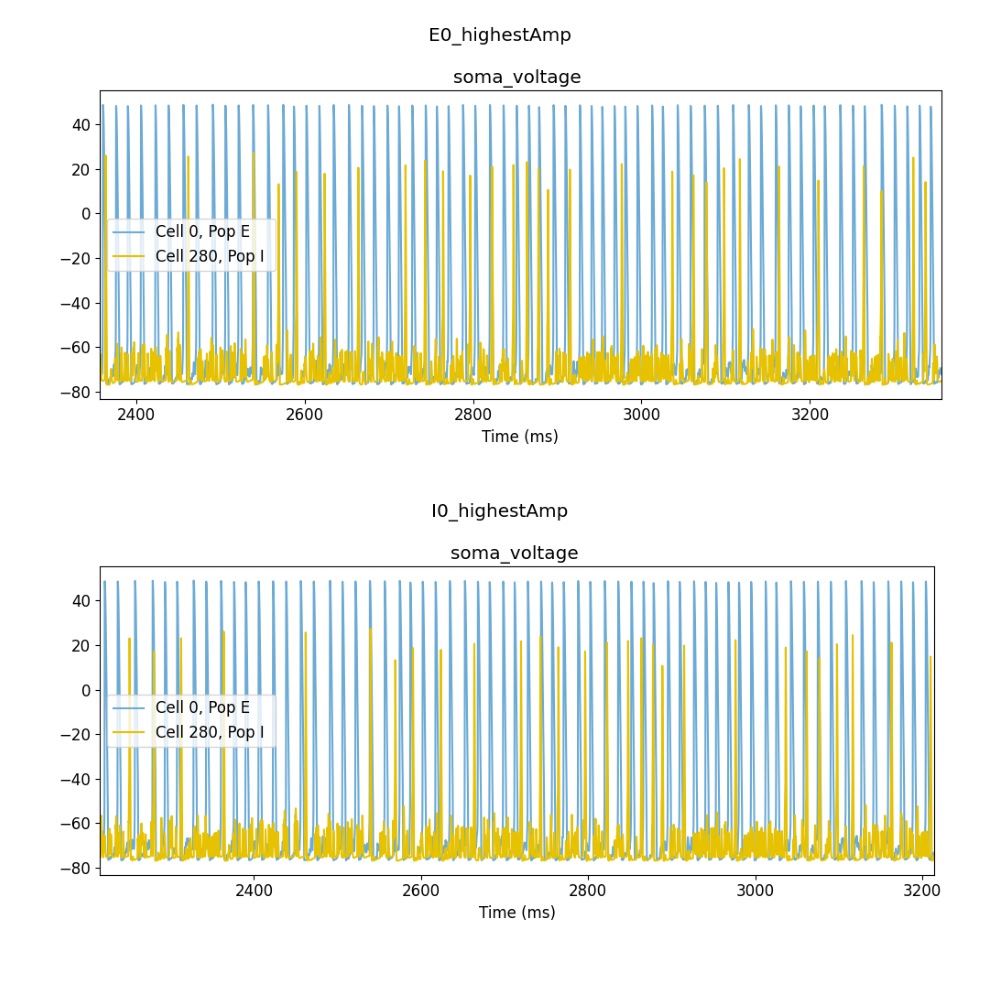 E0_highestAmp
soma_voltage
40
20
0
−20
−40
−60
−80
Cell 0, Pop E
Cell 280, Pop I
2400 2600 2800 3000 3200
Time (ms)
I0_highestAmp
soma_voltage
40
20
0
−20
−40
−60
−80
Cell 0, Pop E
Cell 280, Pop I
2400 2600 2800 3000 3200
Time (ms)